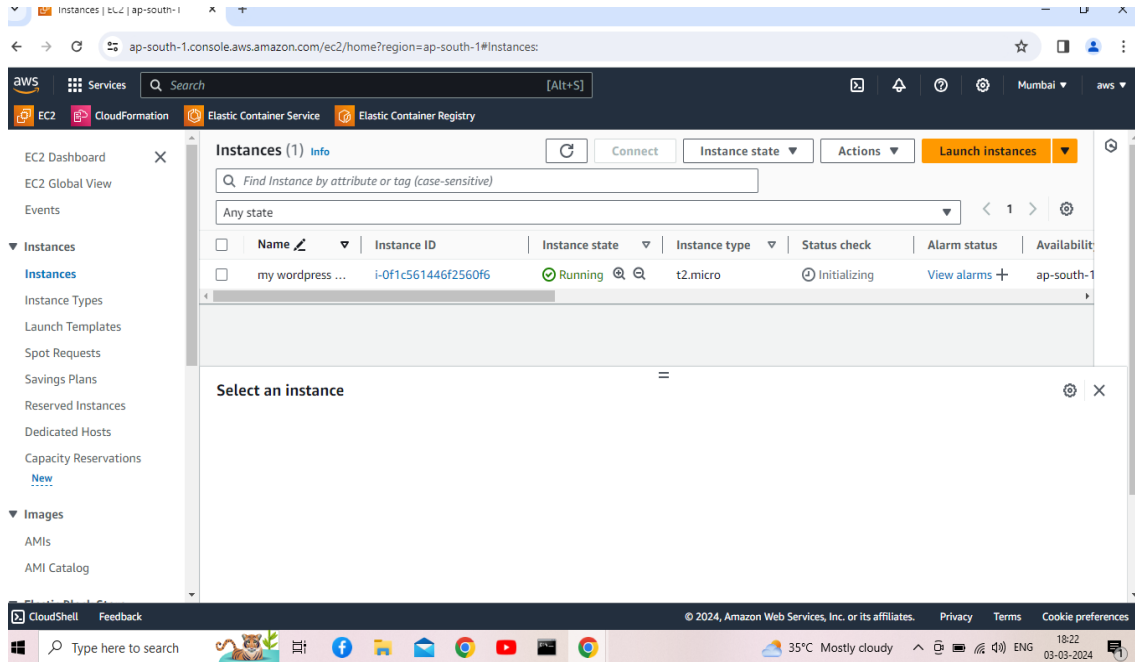 Instances | EC2 | ap-south-1
ap-south-1.console.aws.amazon.com/ec2/home?region=ap-south-1#Instances:
aws Services Search [Alt+S] Mumbai aws
EC2 CloudFormation Elastic Container Service Elastic Container Registry
EC2 Dashboard
EC2 Global View
Events
Instances
Instances
Instance Types
Launch Templates
Spot Requests
Savings Plans
Reserved Instances
Dedicated Hosts
Capacity Reservations
New
Images
AMIs
AMI Catalog
Instances (1) Info Connect Instance state Actions Launch instances
Find Instance by attribute or tag (case-sensitive)
Any state 1
Name Instance ID Instance state Instance type Status check Alarm status Availabilit
my wordpress ... i-0f1c561446f2560f6 Running t2.micro Initializing View alarms ap-south-1
Select an instance
CloudShell Feedback © 2024, Amazon Web Services, Inc. or its affiliates. Privacy Terms Cookie preferences
Type here to search 35°C Mostly cloudy ENG 18:22
03-03-2024